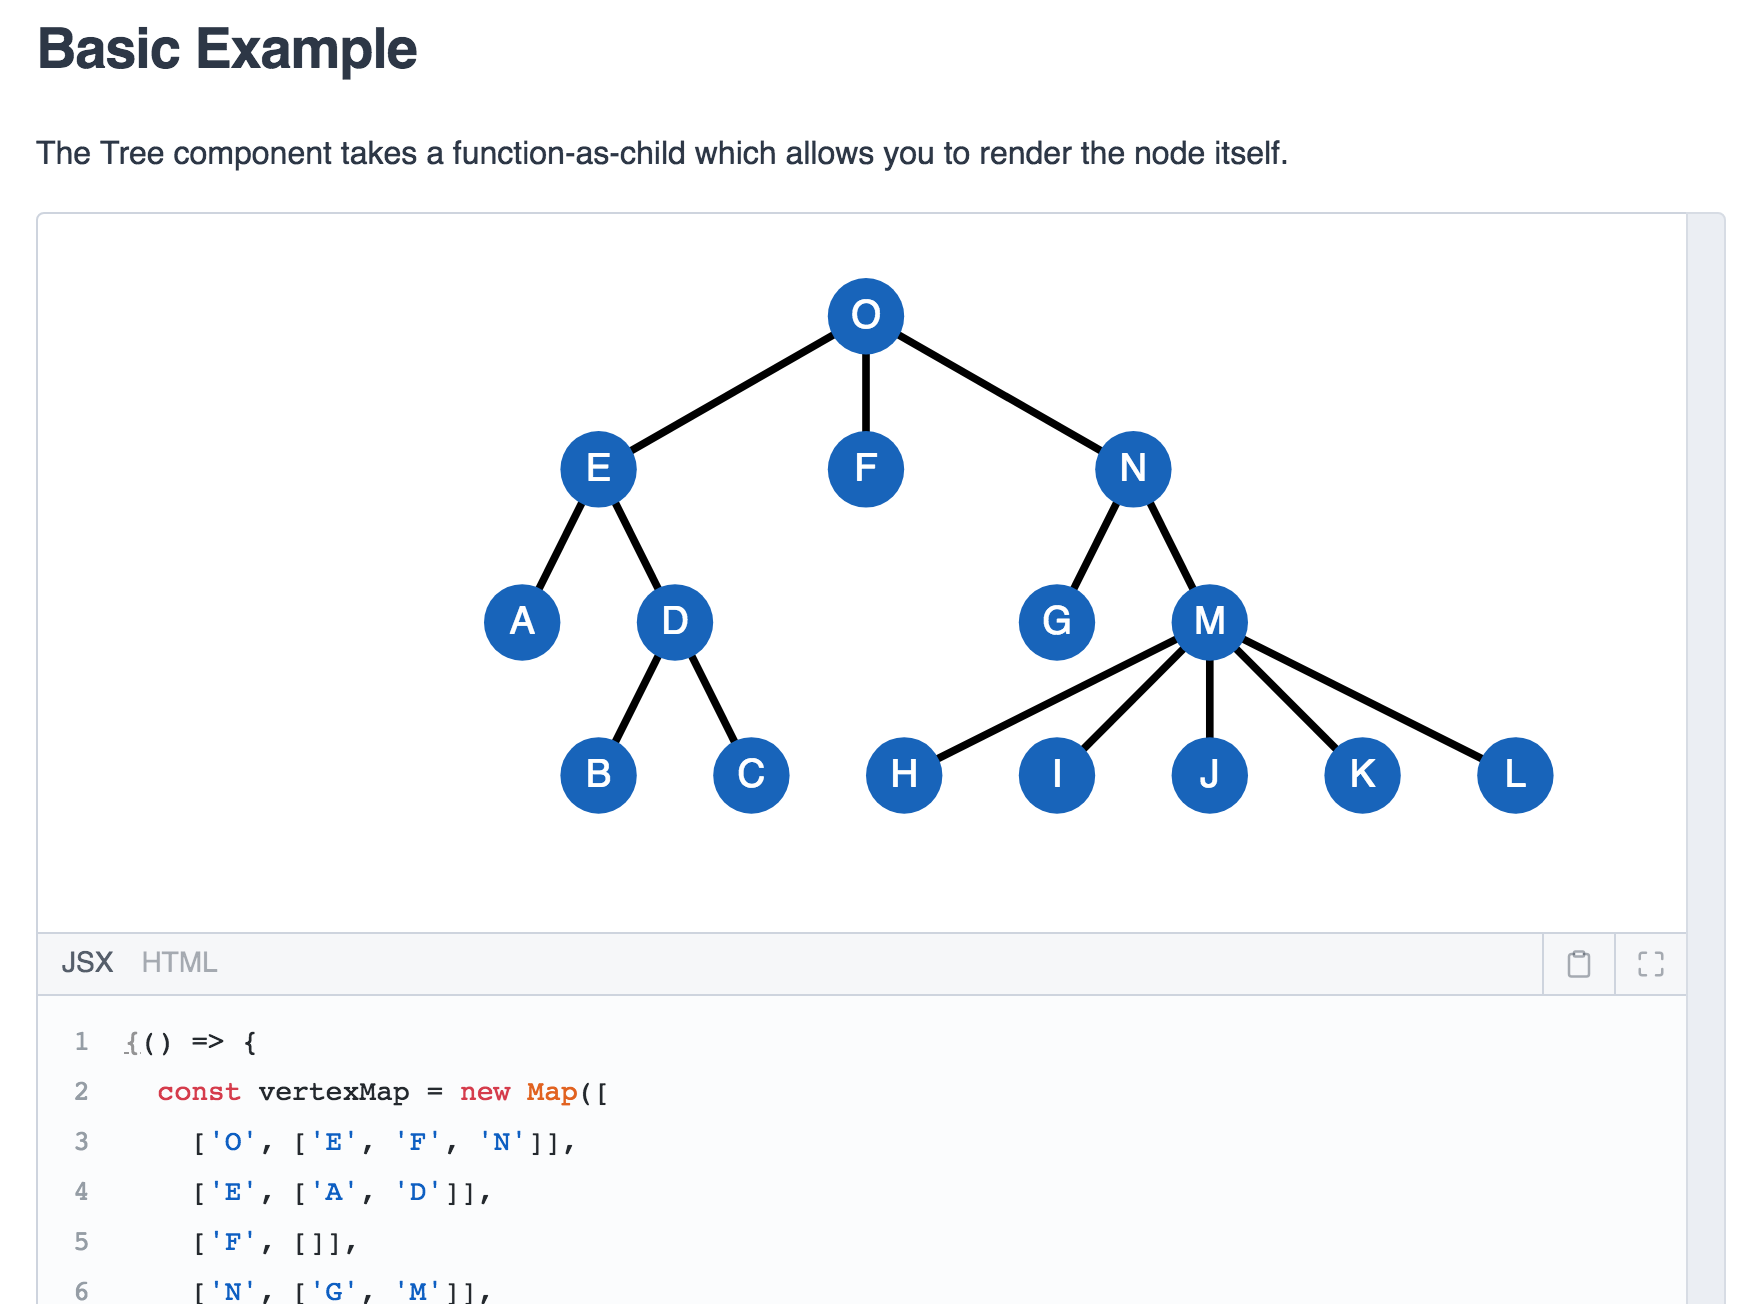 Basic Example
The Tree component takes a function-as-child which allows you to render the node itself.
O
E F N
A D G M
B C H I J K L
JSX HTML
1 {() => {
2 const vertexMap = new Map([
3 ['O', ['E', 'F', 'N']],
4 ['E', ['A', 'D']],
5 ['F', []],
6 ['N', ['G', 'M']],